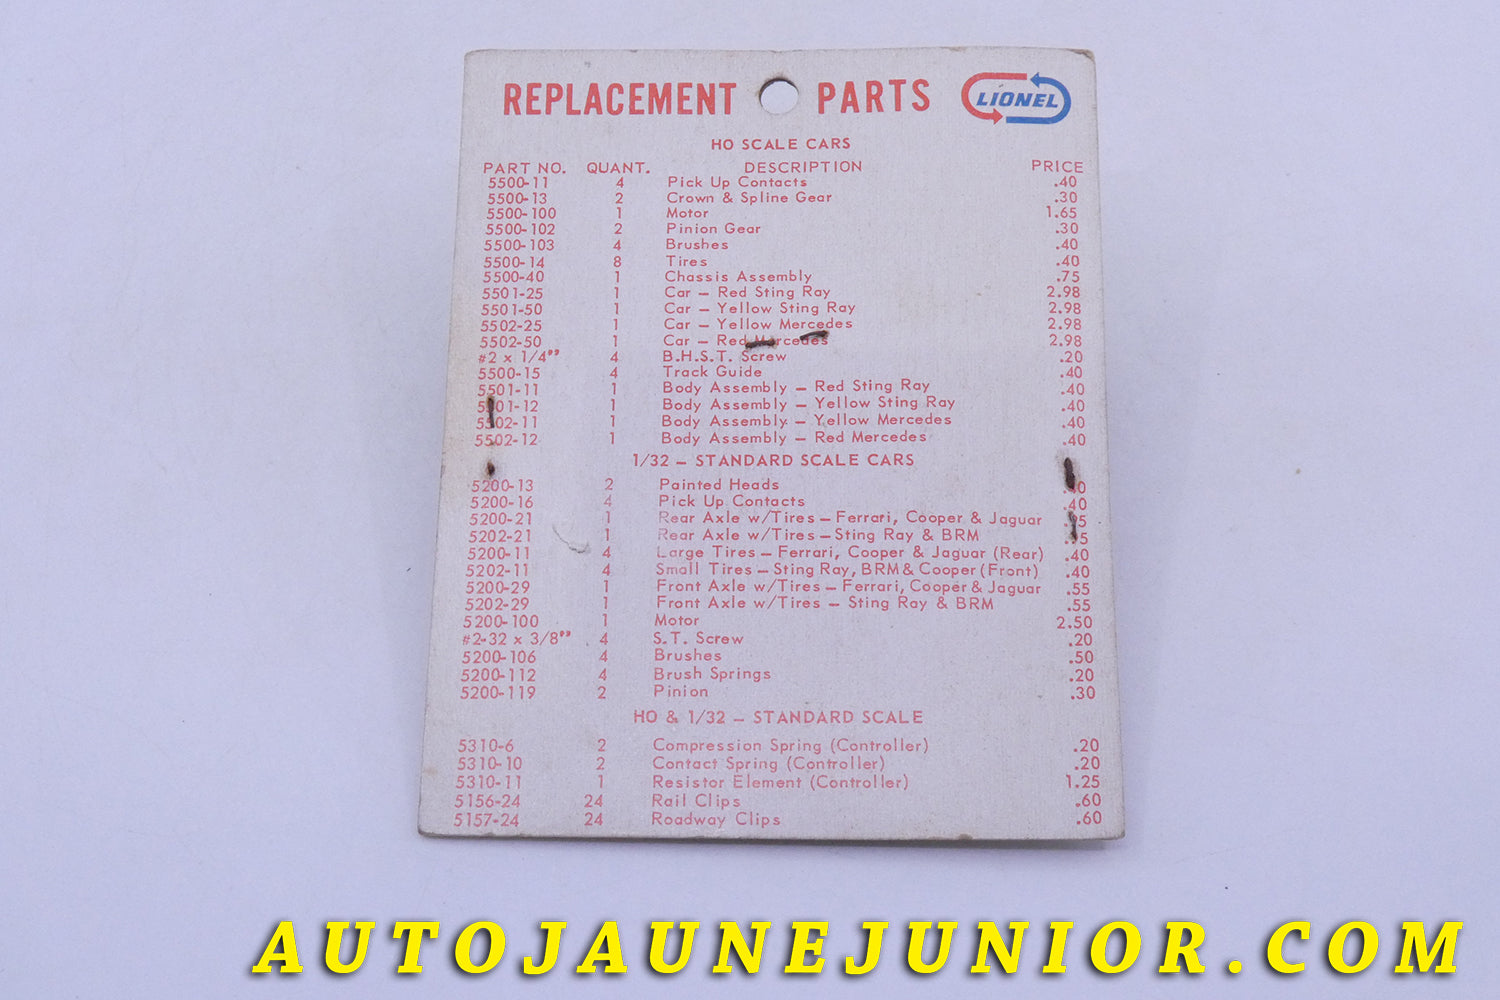 REPLACEMENT PARTS LIONEL
HO SCALE CARS
PART NO. QUANT. DESCRIPTION PRICE
5500-11 4 Pick Up Contacts .40
5500-13 2 Crown & Spline Gear .30
5500-100 1 Motor 1.65
5500-102 2 Pinion Gear .30
5500-103 4 Brushes .40
5500-14 8 Tires .40
5500-40 1 Chassis Assembly .75
5501-25 1 Car – Red Sting Ray 2.98
5501-50 1 Car – Yellow Sting Ray 2.98
5502-25 1 Car – Yellow Mercedes 2.98
5502-50 1 Car – Red Mercedes 2.98
#2 x 1/4" 4 B.H.S.T. Screw .20
5500-15 4 Track Guide .40
5501-11 1 Body Assembly – Red Sting Ray .40
5501-12 1 Body Assembly – Yellow Sting Ray .40
5502-11 1 Body Assembly – Yellow Mercedes .40
5502-12 1 Body Assembly – Red Mercedes .40
1/32 – STANDARD SCALE CARS
5200-13 2 Painted Heads
5200-16 4 Pick Up Contacts .40
5200-21 1 Rear Axle w/Tires – Ferrari, Cooper & Jaguar
5202-21 1 Rear Axle w/Tires – Sting Ray & BRM
5200-11 4 Large Tires – Ferrari, Cooper & Jaguar (Rear) .40
5202-11 4 Small Tires – Sting Ray, BRM & Cooper (Front) .40
5200-29 1 Front Axle w/Tires – Ferrari, Cooper & Jaguar .55
5202-29 1 Front Axle w/Tires – Sting Ray & BRM .55
5200-100 1 Motor 2.50
#2-32 x 3/8" 4 S.T. Screw .20
5200-106 4 Brushes .50
5200-112 4 Brush Springs .20
5200-119 2 Pinion .30
HO & 1/32 – STANDARD SCALE
5310-6 2 Compression Spring (Controller) .20
5310-10 2 Contact Spring (Controller) .20
5310-11 1 Resistor Element (Controller) 1.25
5156-24 24 Rail Clips .60
5157-24 24 Roadway Clips .60
AUTOJAUNEJUNIOR.COM